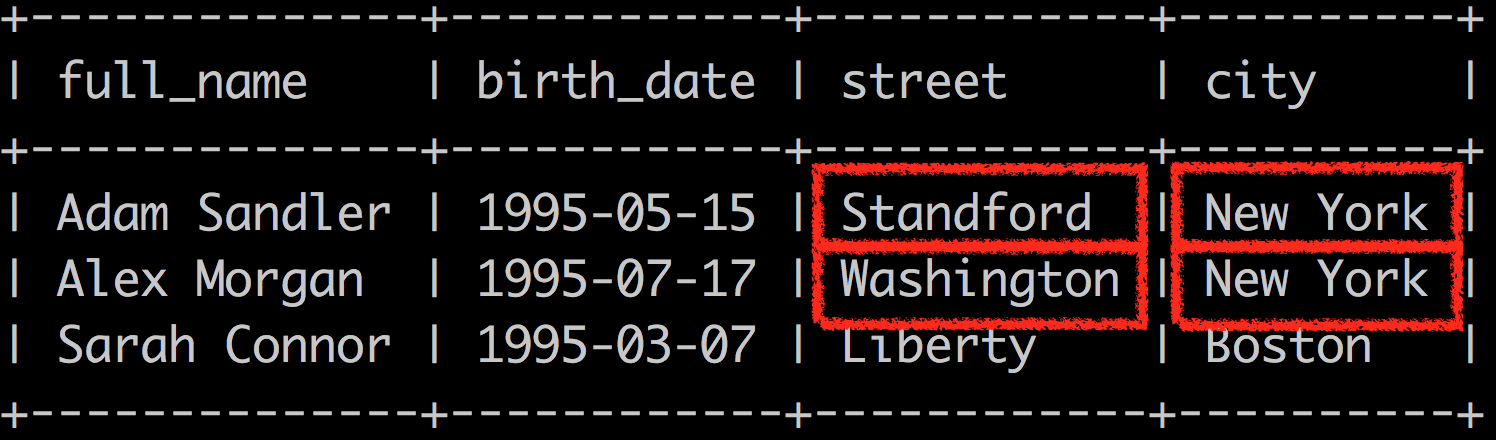 +--------------+------------+------------+----------+
| full_name    | birth_date | street     | city     |
+--------------+------------+------------+----------+
| Adam Sandler | 1995-05-15 | Standford  | New York |
| Alex Morgan  | 1995-07-17 | Washington | New York |
| Sarah Connor | 1995-03-07 | Liberty    | Boston   |
+--------------+------------+------------+----------+